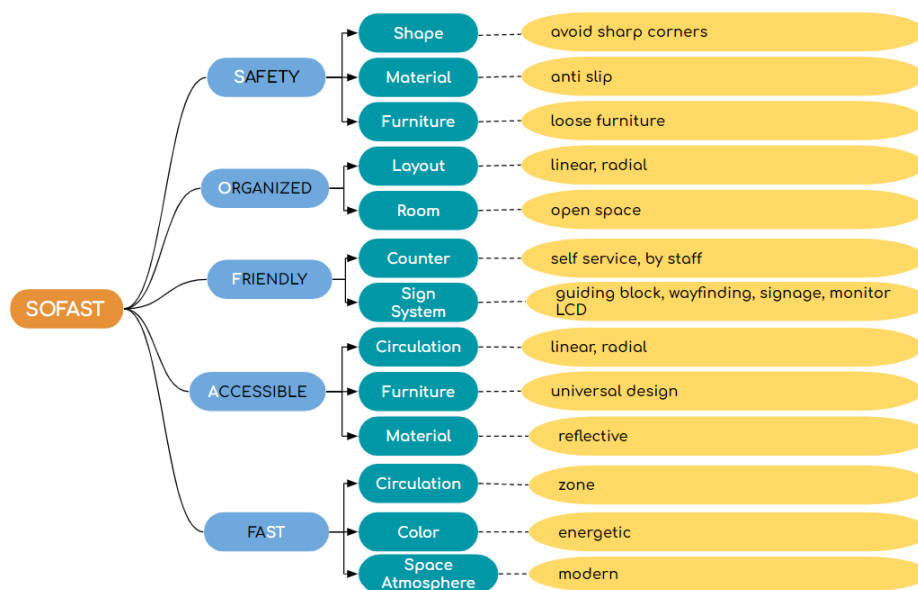 SOFAST
SAFETY
Shape
avoid sharp corners
Material
anti slip
Furniture
loose furniture
ORGANIZED
Layout
linear, radial
Room
open space
FRIENDLY
Counter
self service, by staff
Sign
System
guiding block, wayfinding, signage, monitor
LCD
ACCESSIBLE
Circulation
linear, radial
Furniture
universal design
Material
reflective
FAST
Circulation
zone
Color
energetic
Space
Atmosphere
modern